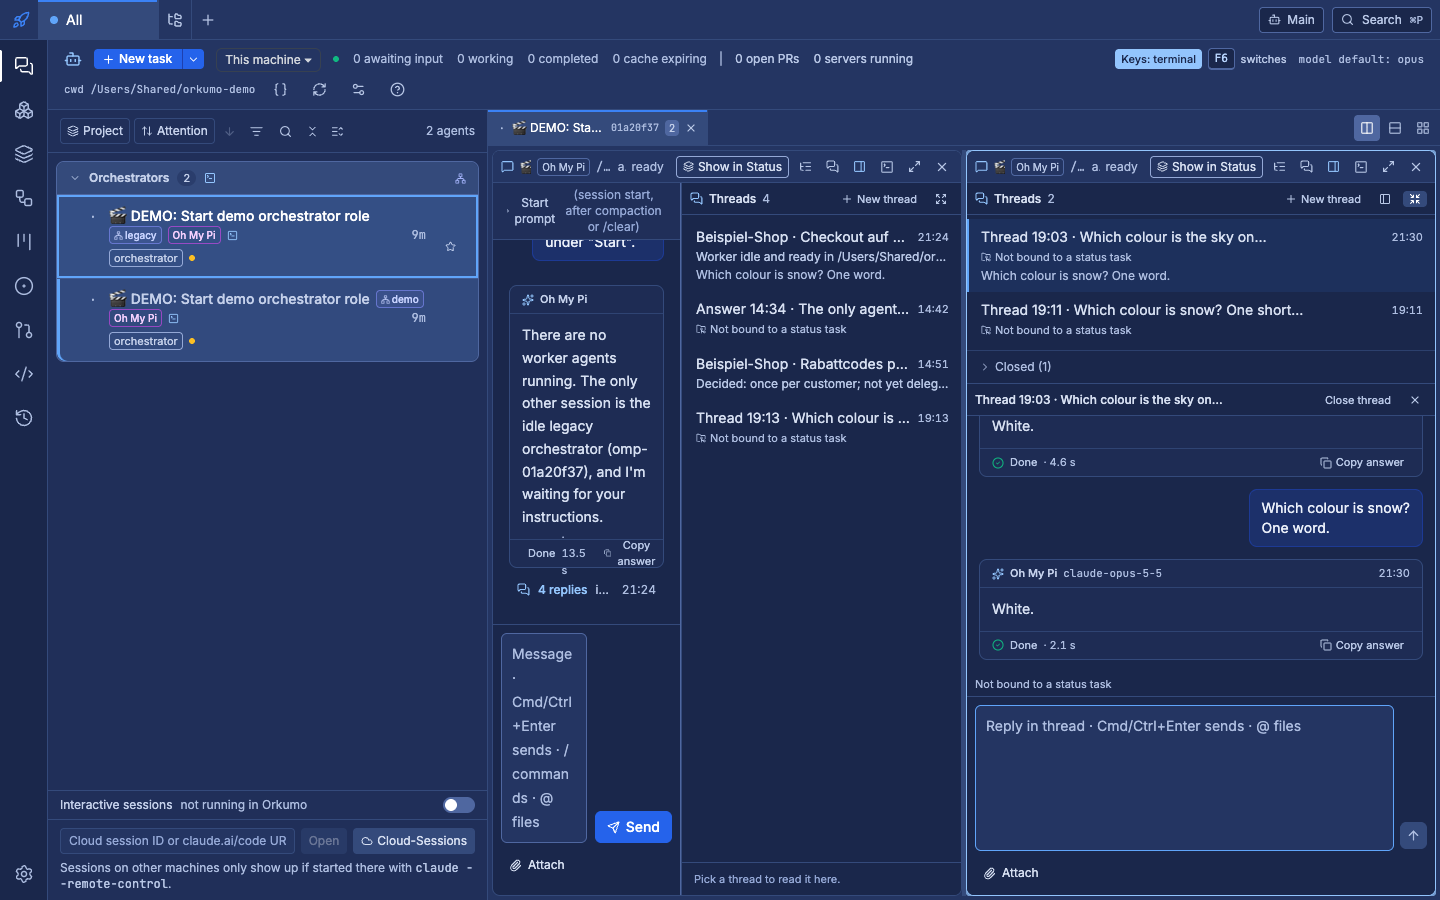 All
Main
Search ⌘P
+ New task
This machine
0 awaiting input
0 working
0 completed
0 cache expiring
0 open PRs
0 servers running
Keys: terminal
F6
switches
model default: opus
cwd /Users/Shared/orkumo-demo
Project
Attention
2 agents
Orchestrators 2
DEMO: Start demo orchestrator role
legacy
Oh My Pi
9m
orchestrator
DEMO: Start demo orchestrator role
demo
Oh My Pi
9m
orchestrator
Interactive sessions not running in Orkumo
Cloud session ID or claude.ai/code UR
Open
Cloud-Sessions
Sessions on other machines only show up if started there with claude -
-remote-control.
DEMO: Sta... 01a20f37 2
Oh My Pi /... a. ready
Show in Status
Start
prompt
(session start,
after compaction
or /clear)
under "Start".
Oh My Pi
There are no
worker agents
running. The only
other session is the
idle legacy
orchestrator (omp-
01a20f37), and I'm
waiting for your
instructions.
Done 13.5
s
Copy
answer
4 replies i... 21:24
Message
·
Cmd/Ctrl
+Enter
sends · /
comman
ds · @
files
Send
Attach
Threads 4
+ New thread
Beispiel-Shop · Checkout auf ... 21:24
Worker idle and ready in /Users/Shared/or...
Which colour is snow? One word.
Answer 14:34 · The only agent... 14:42
Not bound to a status task
Beispiel-Shop · Rabattcodes p... 14:51
Decided: once per customer; not yet deleg...
Thread 19:13 · Which colour is ... 19:13
Not bound to a status task
Pick a thread to read it here.
Oh My Pi /... a. ready
Show in Status
Threads 2
+ New thread
Thread 19:03 · Which colour is the sky on... 21:30
Not bound to a status task
Which colour is snow? One word.
Thread 19:11 · Which colour is snow? One short... 19:11
Not bound to a status task
Closed (1)
Thread 19:03 · Which colour is the sky on...
Close thread
White.
Done · 4.6 s
Copy answer
Which colour is snow?
One word.
Oh My Pi claude-opus-5-5 21:30
White.
Done · 2.1 s
Copy answer
Not bound to a status task
Reply in thread · Cmd/Ctrl+Enter sends · @ files
Attach